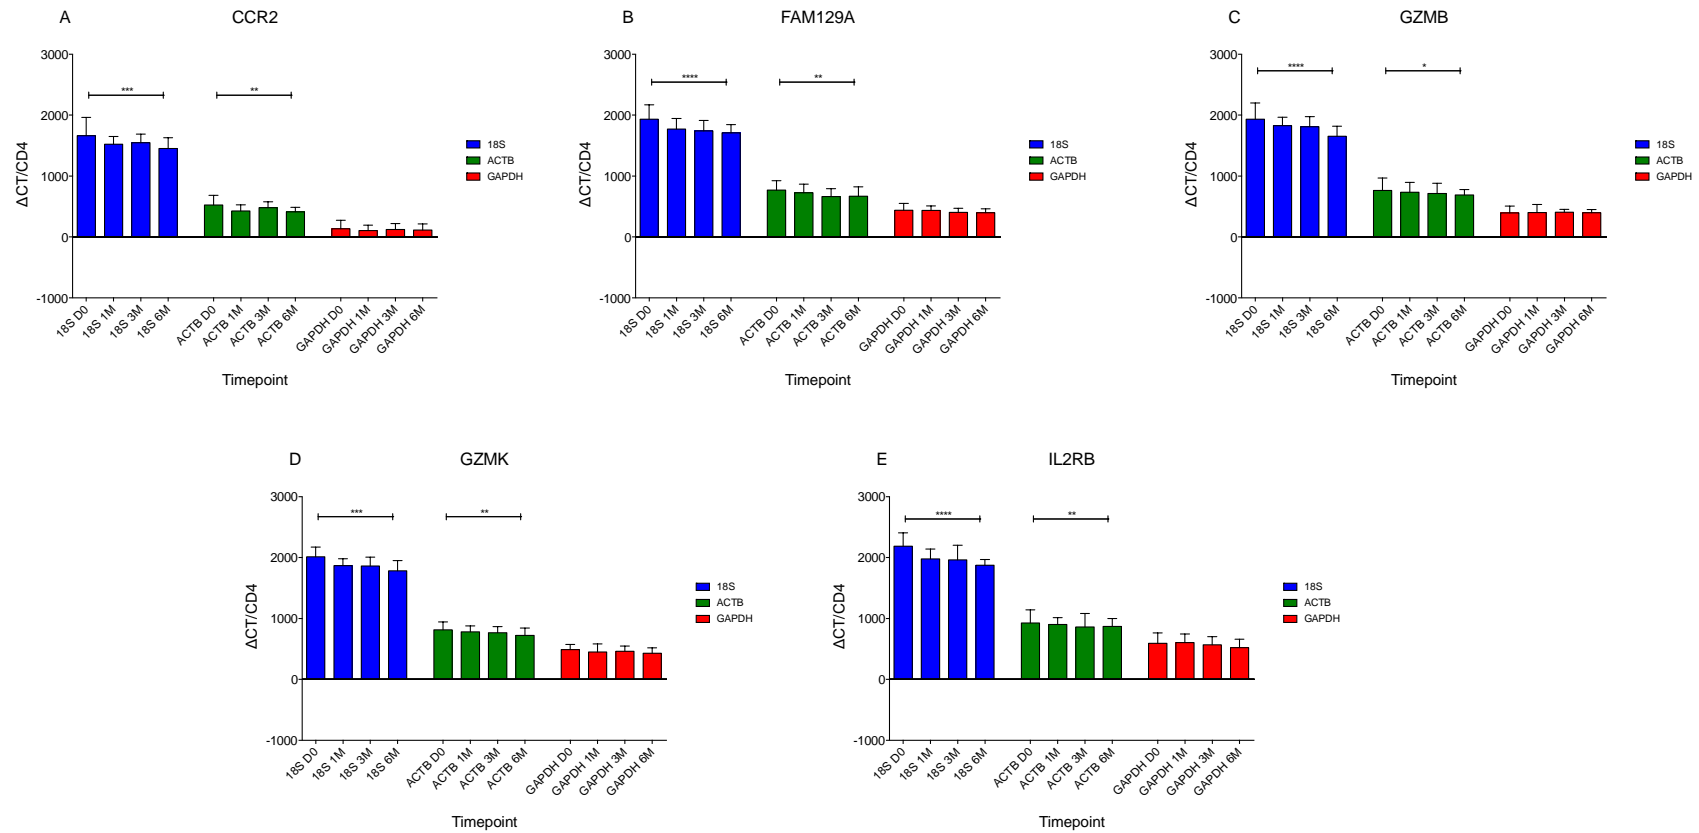 A CCR2
ΔCT/CD4
3000
2000
1000
0
-1000
*** **
18S D0 18S 1M 18S 3M 18S 6M ACTB D0 ACTB 1M ACTB 3M ACTB 6M GAPDH D0 GAPDH 1M GAPDH 3M GAPDH 6M
Timepoint
18S
ACTB
GAPDH
B FAM129A
ΔCT/CD4
3000
2000
1000
0
-1000
**** **
18S D0 18S 1M 18S 3M 18S 6M ACTB D0 ACTB 1M ACTB 3M ACTB 6M GAPDH D0 GAPDH 1M GAPDH 3M GAPDH 6M
Timepoint
18S
ACTB
GAPDH
C GZMB
ΔCT/CD4
3000
2000
1000
0
-1000
**** *
18S D0 18S 1M 18S 3M 18S 6M ACTB D0 ACTB 1M ACTB 3M ACTB 6M GAPDH D0 GAPDH 1M GAPDH 3M GAPDH 6M
Timepoint
18S
ACTB
GAPDH
D GZMK
ΔCT/CD4
3000
2000
1000
0
-1000
*** **
18S D0 18S 1M 18S 3M 18S 6M ACTB D0 ACTB 1M ACTB 3M ACTB 6M GAPDH D0 GAPDH 1M GAPDH 3M GAPDH 6M
Timepoint
18S
ACTB
GAPDH
E IL2RB
ΔCT/CD4
3000
2000
1000
0
-1000
**** **
18S D0 18S 1M 18S 3M 18S 6M ACTB D0 ACTB 1M ACTB 3M ACTB 6M GAPDH D0 GAPDH 1M GAPDH 3M GAPDH 6M
Timepoint
18S
ACTB
GAPDH